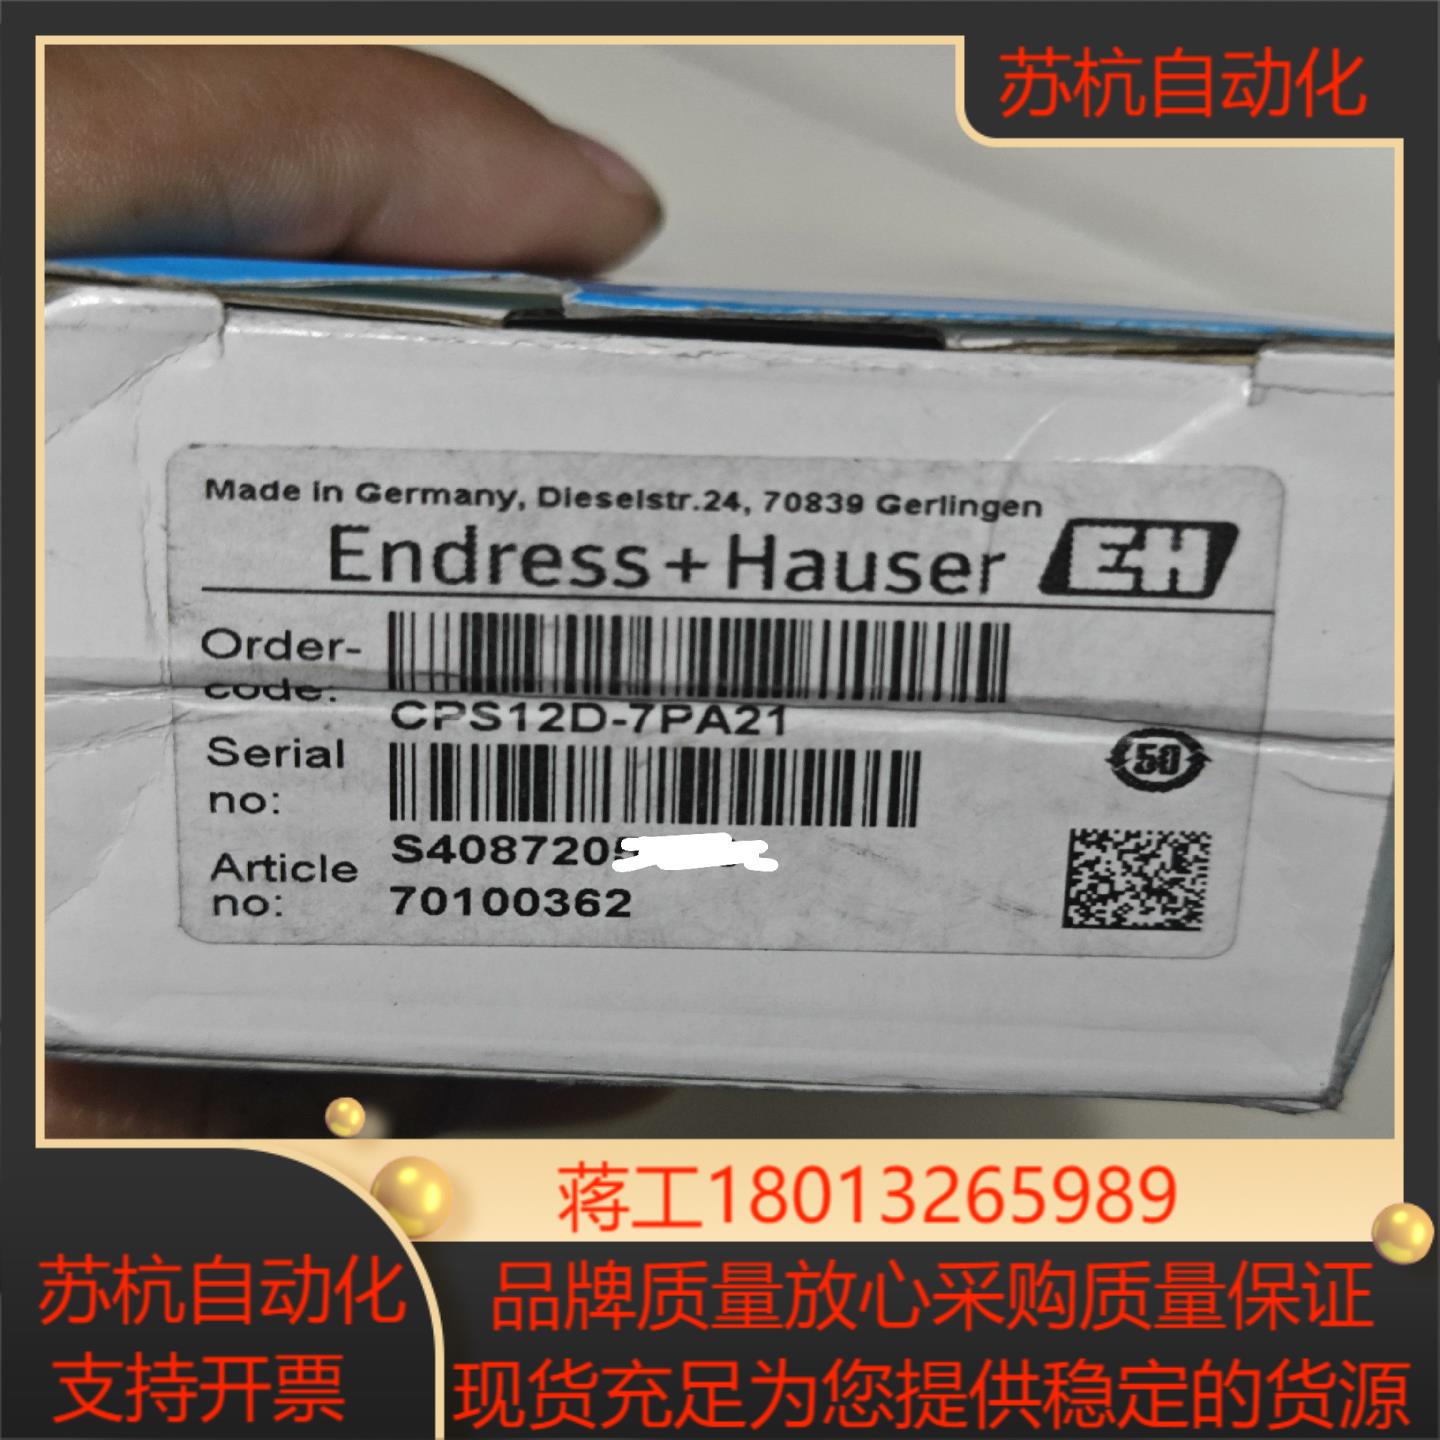 苏杭自动化
Made in Germany, Dieselstr.24, 70839 Gerlingen
Endress+Hauser EH
Order-
code:
CPS12D-7PA21
Serial
no:
50
S408720
Article
no:
70100362
蒋工18013265989
苏杭自动化
支持开票
品牌质量放心采购质量保证
现货充足为您提供稳定的货源